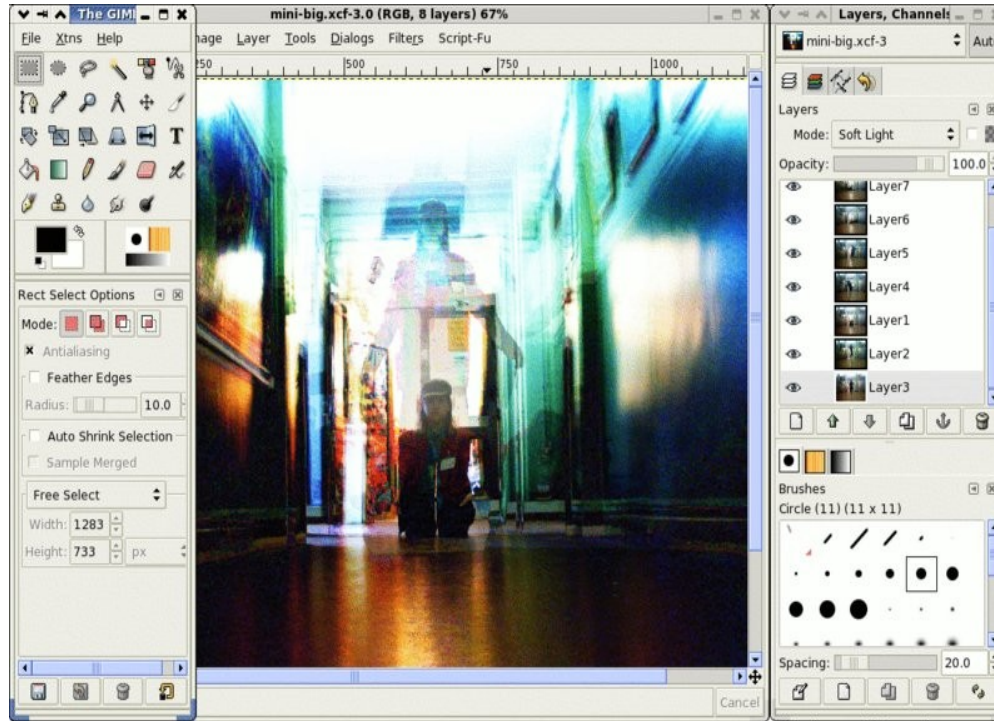 The GIM
File Xtns Help
Rect Select Options
Mode:
Antialiasing
Feather Edges
Radius: 10.0
Auto Shrink Selection
Sample Merged
Free Select
Width: 1283
Height: 733 px
mini-big.xcf-3.0 (RGB, 8 layers) 67%
nage Layer Tools Dialogs Filters Script-Fu
250 500 750 1000
Cancel
Layers, Channels
mini-big.xcf-3 Aut
Layers
Mode: Soft Light
Opacity: 100.0
Layer7
Layer6
Layer5
Layer4
Layer1
Layer2
Layer3
Brushes
Circle (11) (11 x 11)
Spacing: 20.0